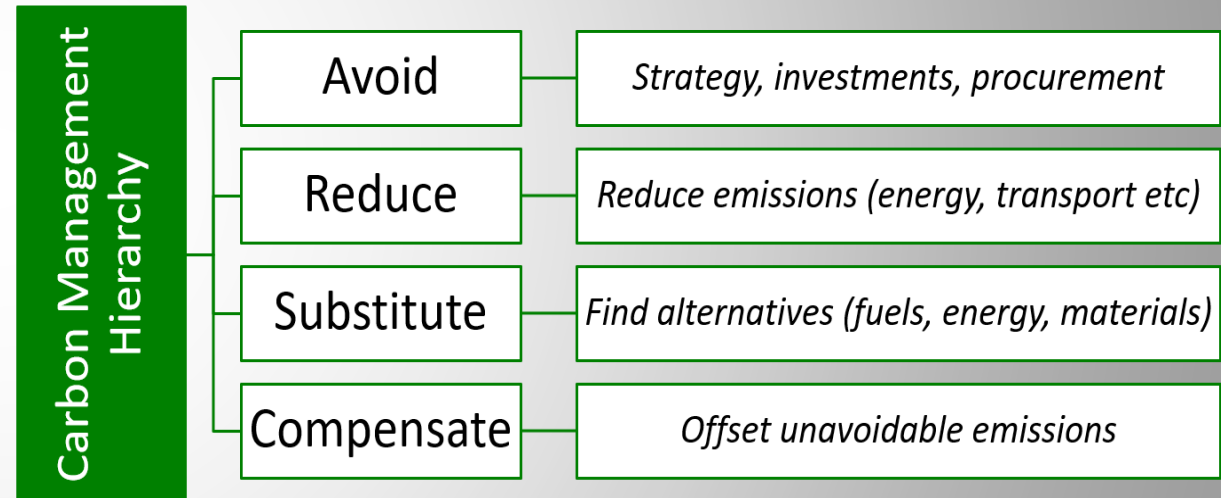 Carbon Management
Hierarchy
Avoid
Strategy, investments, procurement
Reduce
Reduce emissions (energy, transport etc)
Substitute
Find alternatives (fuels, energy, materials)
Compensate
Offset unavoidable emissions